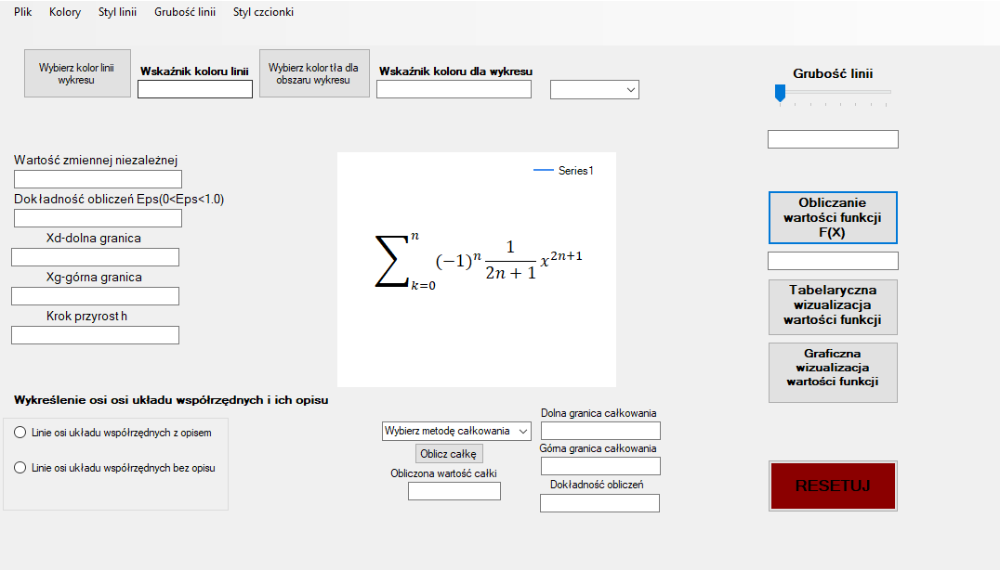 Plik Kolory Styl linii Grubość linii Styl czcionki
Wybierz kolor linii
wykresu
Wskaźnik koloru linii
Wybierz kolor tła dla
obszaru wykresu
Wskaźnik koloru dla wykresu
Grubość linii
Wartość zmiennej niezależnej
Dokładność obliczeń Eps(0<Eps<1.0)
Xd-dolna granica
Xg-górna granica
Krok przyrost h
Series1
∑ n k=0 (−1)^n 1/(2n + 1) x^(2n+1)
Obliczanie
wartości funkcji
F(X)
Tabelaryczna
wizualizacja
wartości funkcji
Graficzna
wizualizacja
wartości funkcji
Wykreślenie osi osi układu współrzędnych i ich opisu
Linie osi układu współrzędnych z opisem
Linie osi układu współrzędnych bez opisu
Wybierz metodę całkowania
Oblicz całkę
Obliczona wartość całki
Dolna granica całkowania
Góma granica całkowania
Dokładność obliczeń
RESETUJ